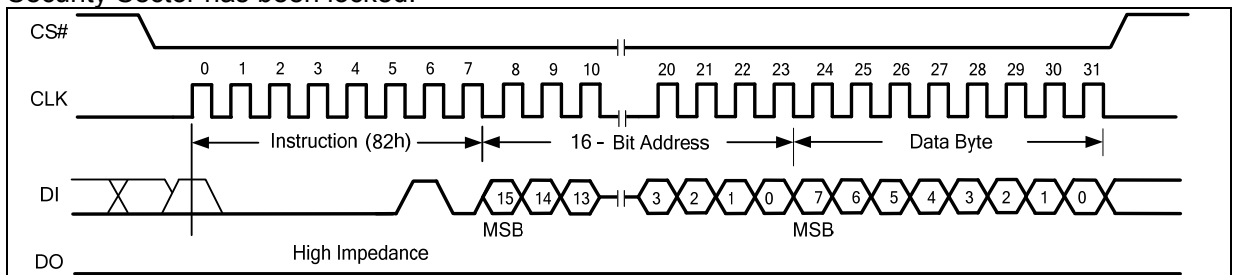 Security Sector has been locked.
CS#
0 1 2 3 4 5 6 7 8 9 10 20 21 22 23 24 25 26 27 28 29 30 31
CLK
Instruction (82h) 16 - Bit Address Data Byte
DI 15 14 13 3 2 1 0 7 6 5 4 3 2 1 0
MSB MSB
High Impedance
DO